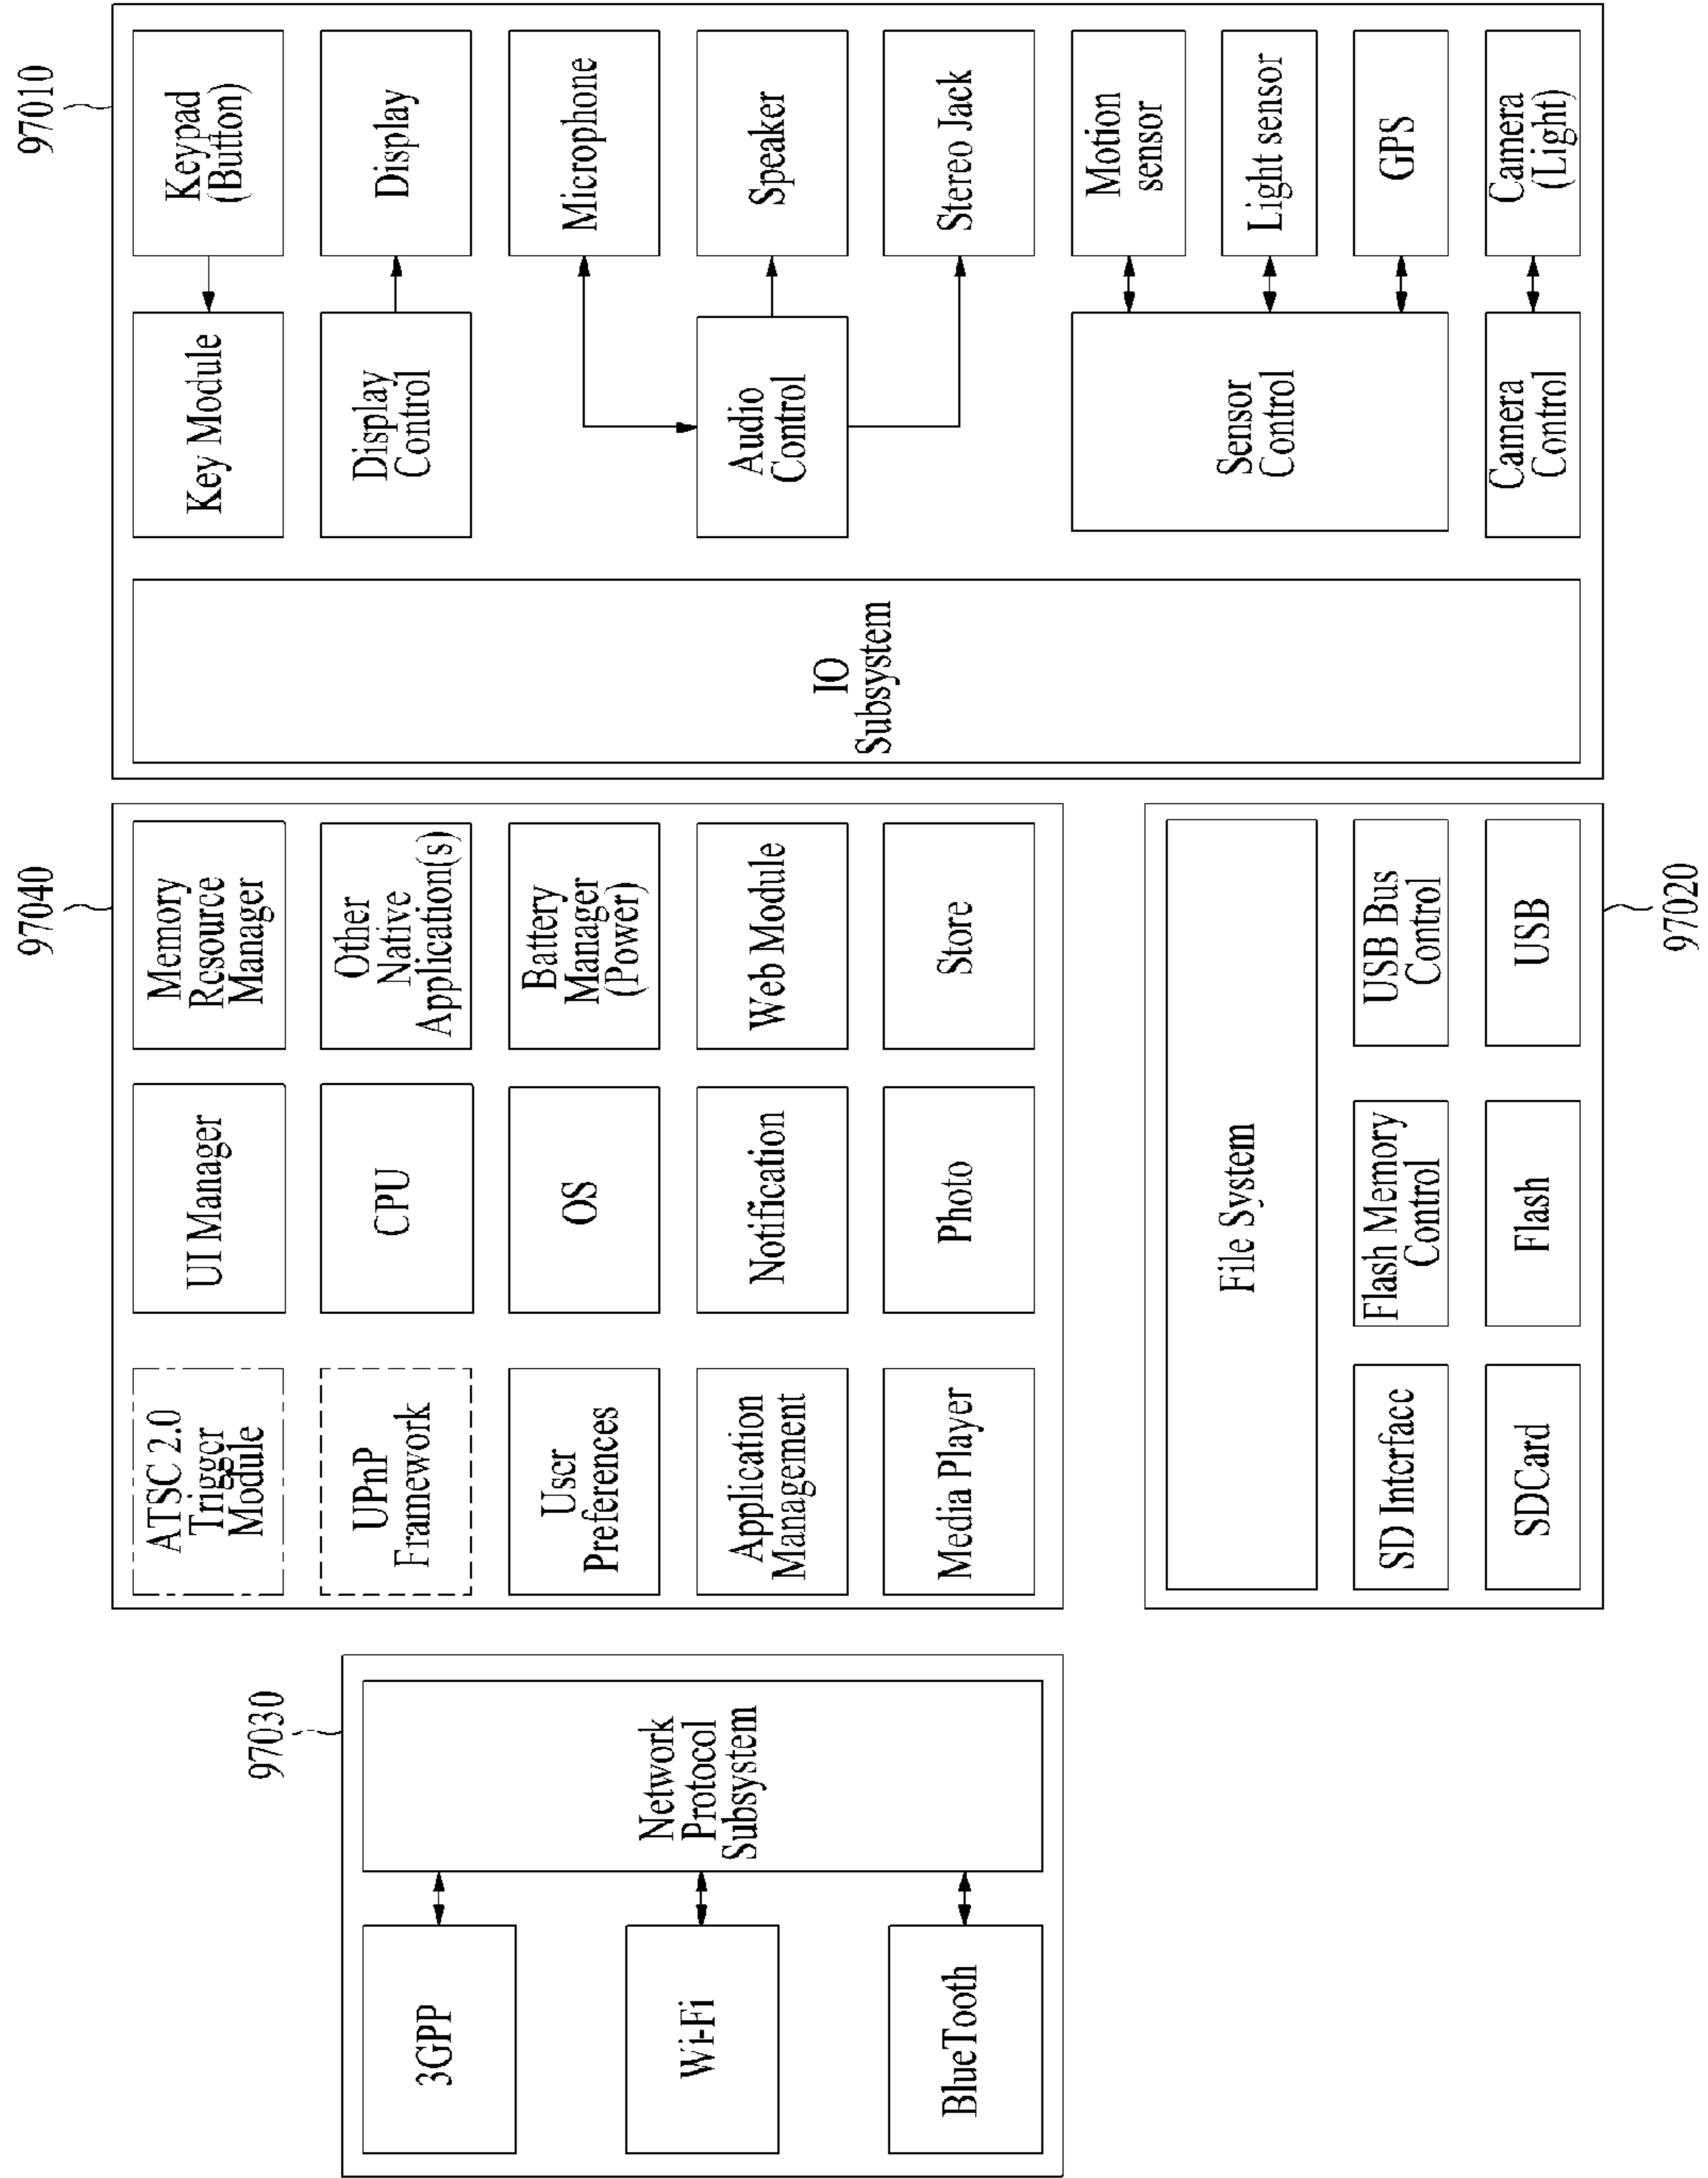 97030
3GPP
Wi-Fi
BlueTooth
Network
Protocol
Subsystem
97040
ATSC 2.0
Trigger
Module
UI Manager
Memory
Resource
Manager
UPnP
Framework
CPU
Other
Native
Application(s)
User
Preferences
OS
Battery
Manager
(Power)
Application
Management
Notification
Web Module
Media Player
Photo
Store
File System
SD Interface
Flash Memory
Control
USB Bus
Control
SDCard
Flash
USB
97020
97010
IO
Subsystem
Key Module
Keypad
(Button)
Display
Control
Display
Microphone
Audio
Control
Speaker
Stereo Jack
Sensor
Control
Motion
sensor
Light sensor
GPS
Camera
Control
Camera
(Light)